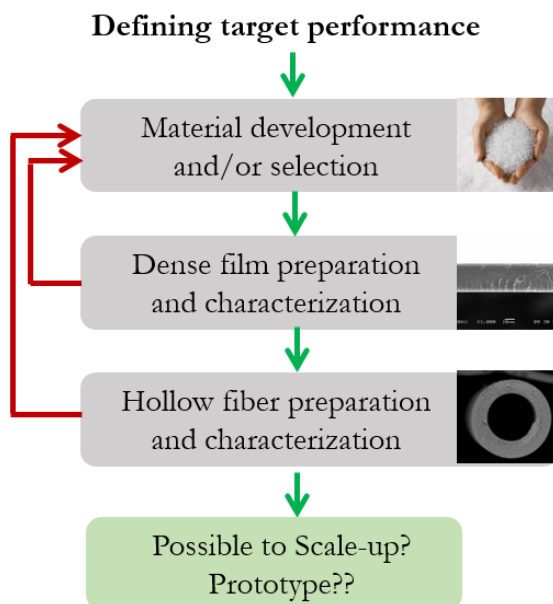 Defining target performance
Material development
and/or selection
Dense film preparation
and characterization
Hollow fiber preparation
and characterization
Possible to Scale-up?
Prototype??